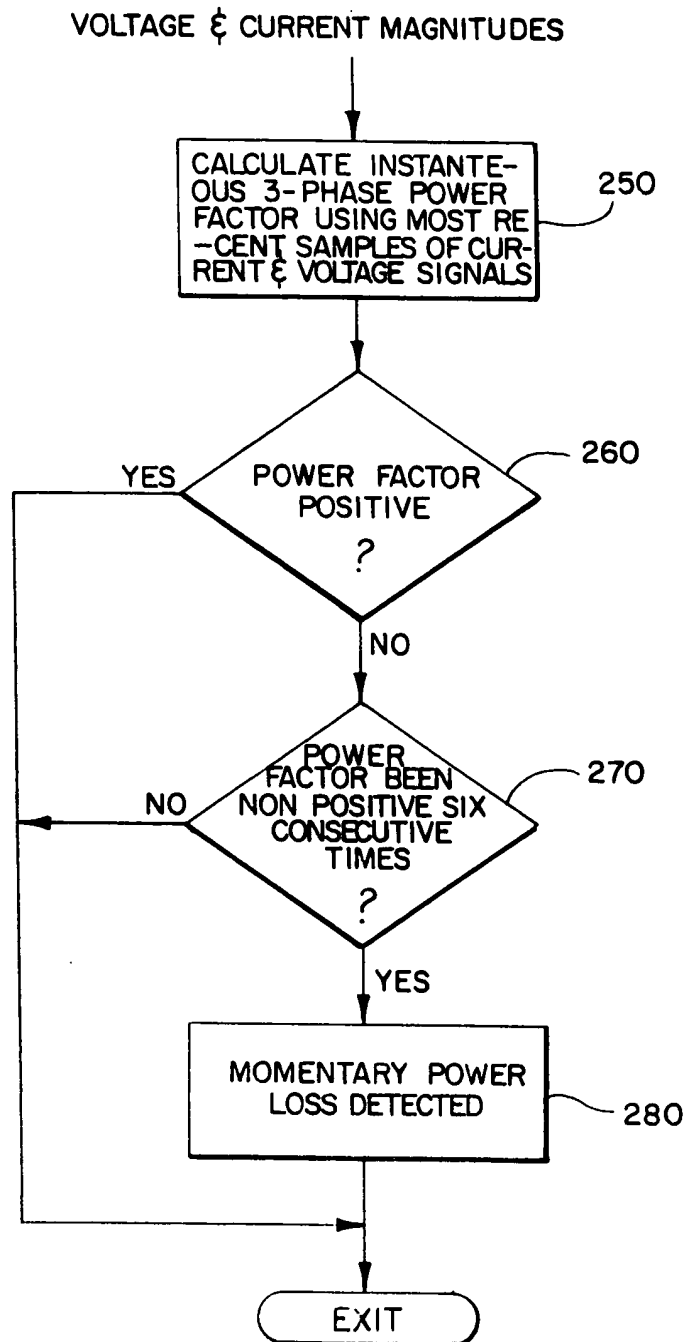 VOLTAGE & CURRENT MAGNITUDES
CALCULATE INSTANTE-
OUS 3-PHASE POWER
FACTOR USING MOST RE
-CENT SAMPLES OF CUR-
RENT & VOLTAGE SIGNALS
250
POWER FACTOR
POSITIVE
?
260
YES
NO
POWER
FACTOR BEEN
NON POSITIVE SIX
CONSECUTIVE
TIMES
?
270
NO
YES
MOMENTARY POWER
LOSS DETECTED
280
EXIT